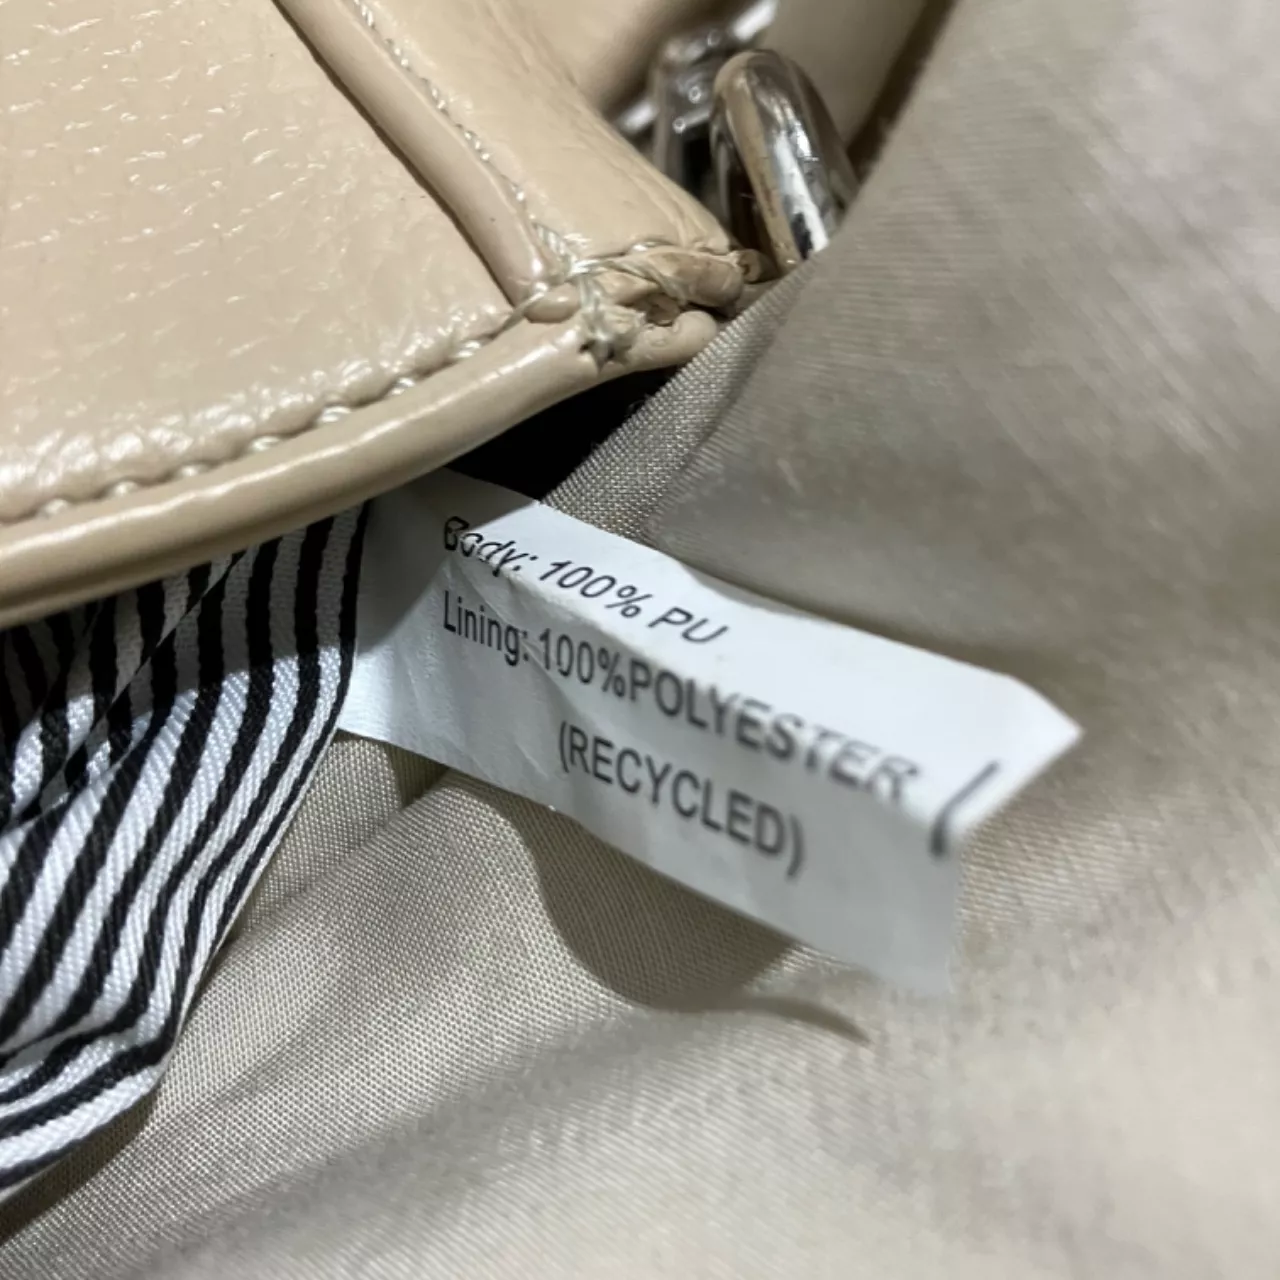 Body: 100% PU
Lining: 100%POLYESTER
(RECYCLED)